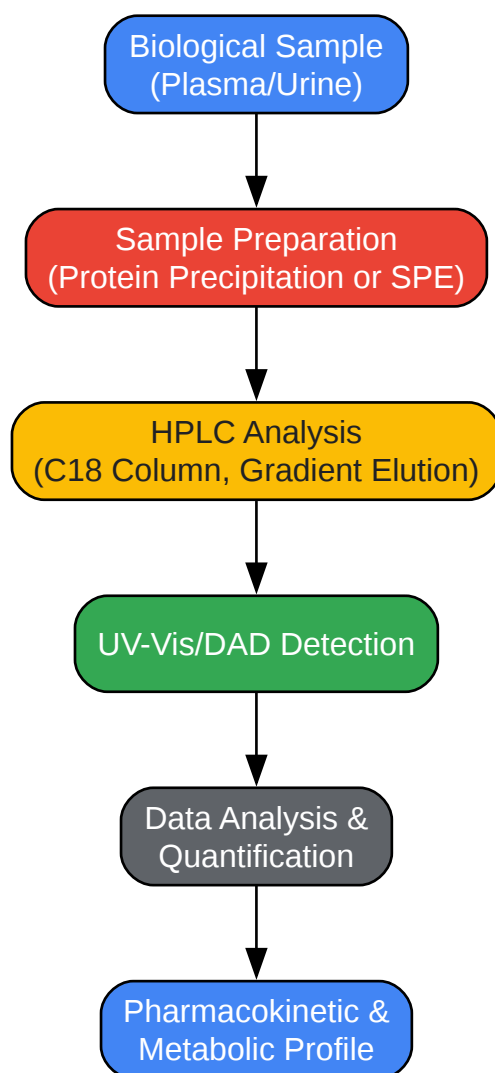 Biological Sample
(Plasma/Urine)
Sample Preparation
(Protein Precipitation or SPE)
HPLC Analysis
(C18 Column, Gradient Elution)
UV-Vis/DAD Detection
Data Analysis &
Quantification
Pharmacokinetic &
Metabolic Profile